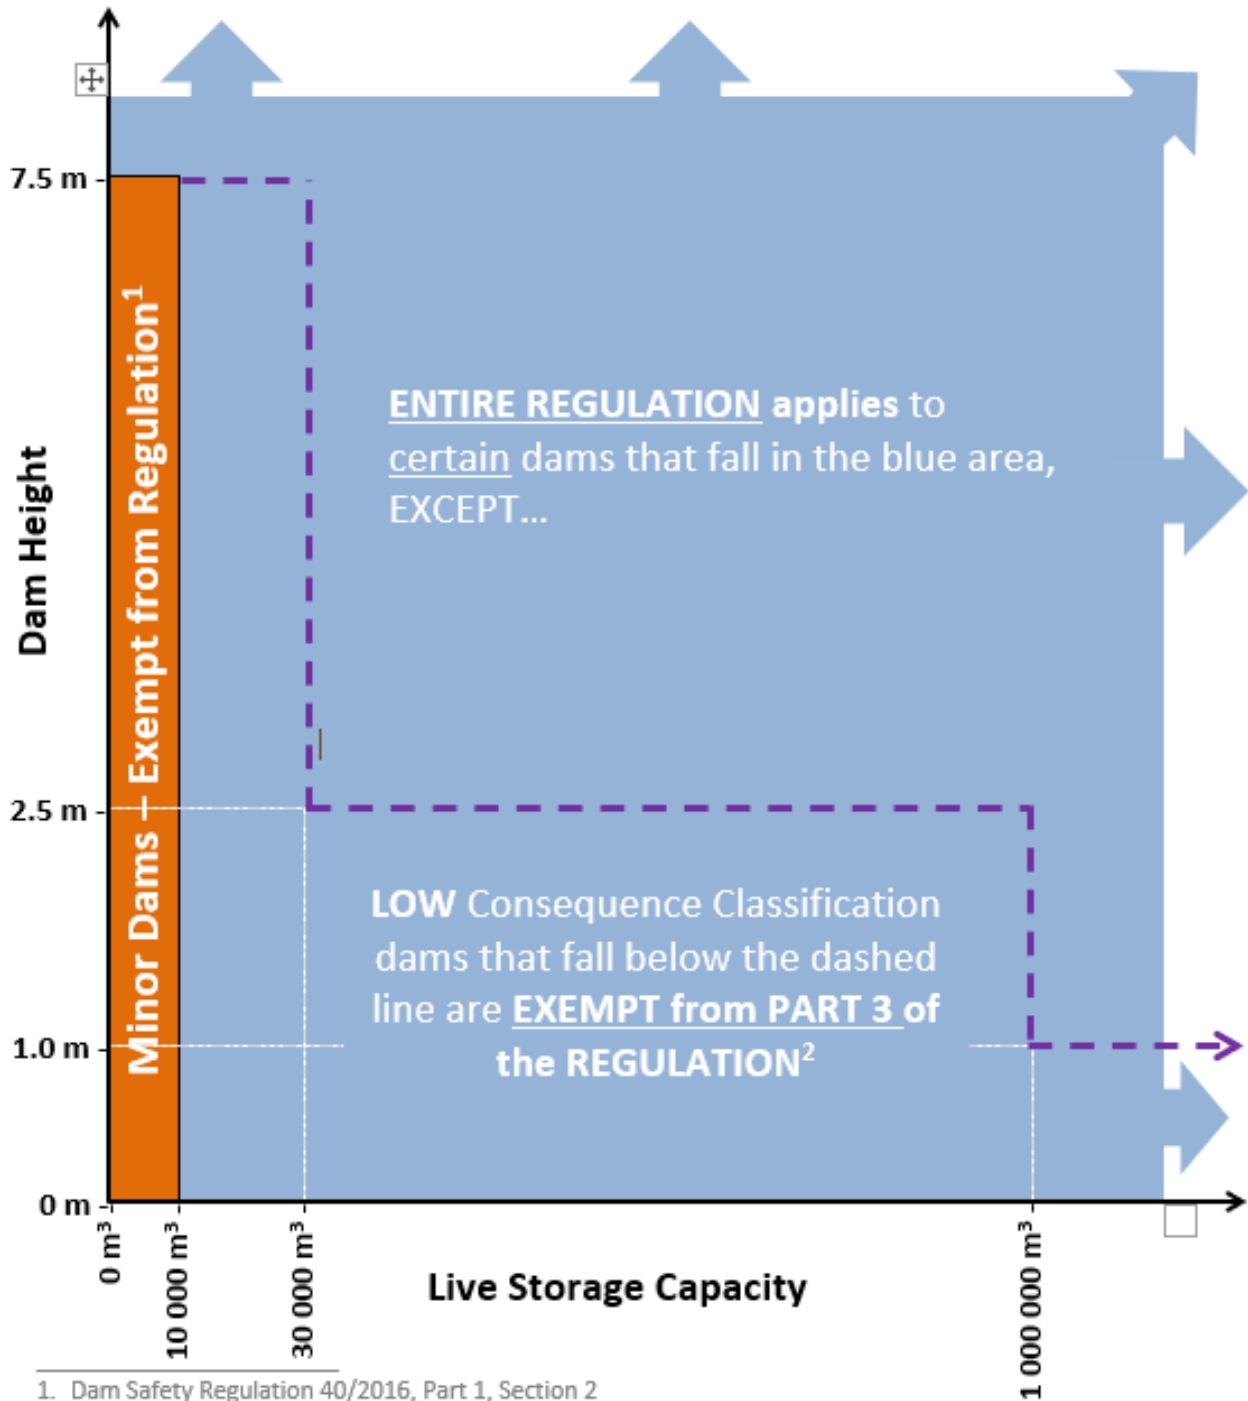 7.5 m
2.5 m
1.0 m
0 m
Dam Height
Minor Dams – Exempt from Regulation¹
ENTIRE REGULATION applies to
certain dams that fall in the blue area,
EXCEPT...
LOW Consequence Classification
dams that fall below the dashed
line are EXEMPT from PART 3 of
the REGULATION²
0 m³
10 000 m³
30 000 m³
1 000 000 m³
Live Storage Capacity
1. Dam Safety Regulation 40/2016, Part 1, Section 2